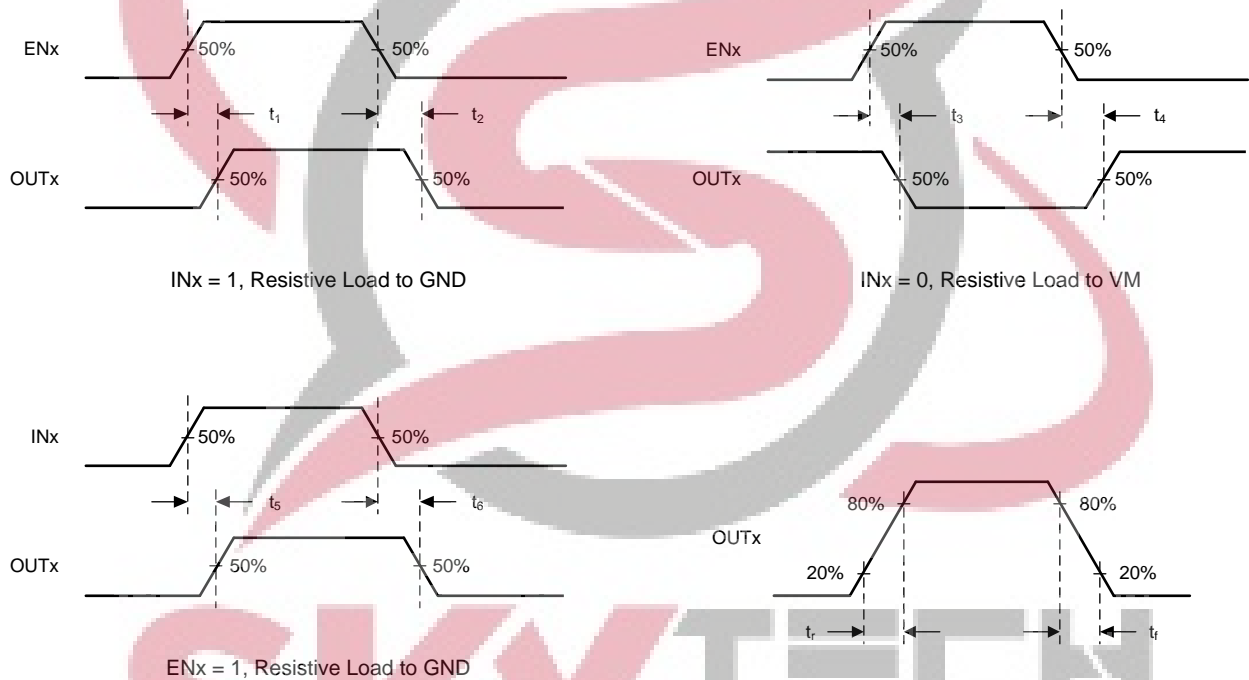 ENx
50%
50%
t1
t2
OUTx
50%
50%
INx = 1, Resistive Load to GND
ENx
50%
50%
t3
t4
OUTx
50%
50%
INx = 0, Resistive Load to VM
INx
50%
50%
t5
t6
OUTx
50%
50%
ENx = 1, Resistive Load to GND
OUTx
80%
80%
20%
20%
tr
tf
SKYTECH